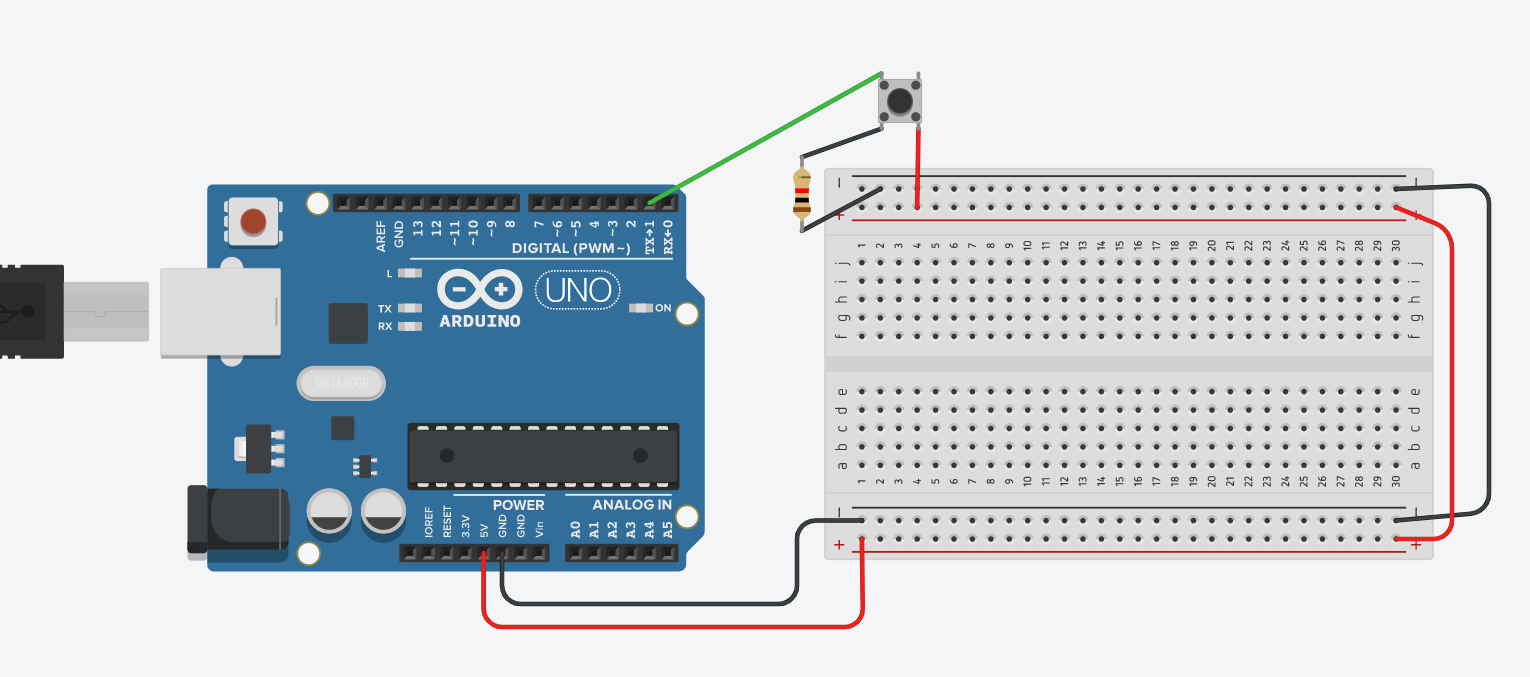 AREF
GND
13
12
~11
~10
~9
8
7
~6
~5
4
~3
2
TX→1
RX←0
DIGITAL (PWM~)
L
TX
RX
ARDUINO
UNO
ON
SPK16.000G
IOREF
RESET
3.3V
5V
GND
GND
Vin
POWER
A0
A1
A2
A3
A4
A5
ANALOG IN
− −
+ +
1 2 3 4 5 6 7 8 9 10 11 12 13 14 15 16 17 18 19 20 21 22 23 24 25 26 27 28 29 30
j j
i i
h h
g g
f f
e e
d d
c c
b b
a a
1 2 3 4 5 6 7 8 9 10 11 12 13 14 15 16 17 18 19 20 21 22 23 24 25 26 27 28 29 30
− −
+ +